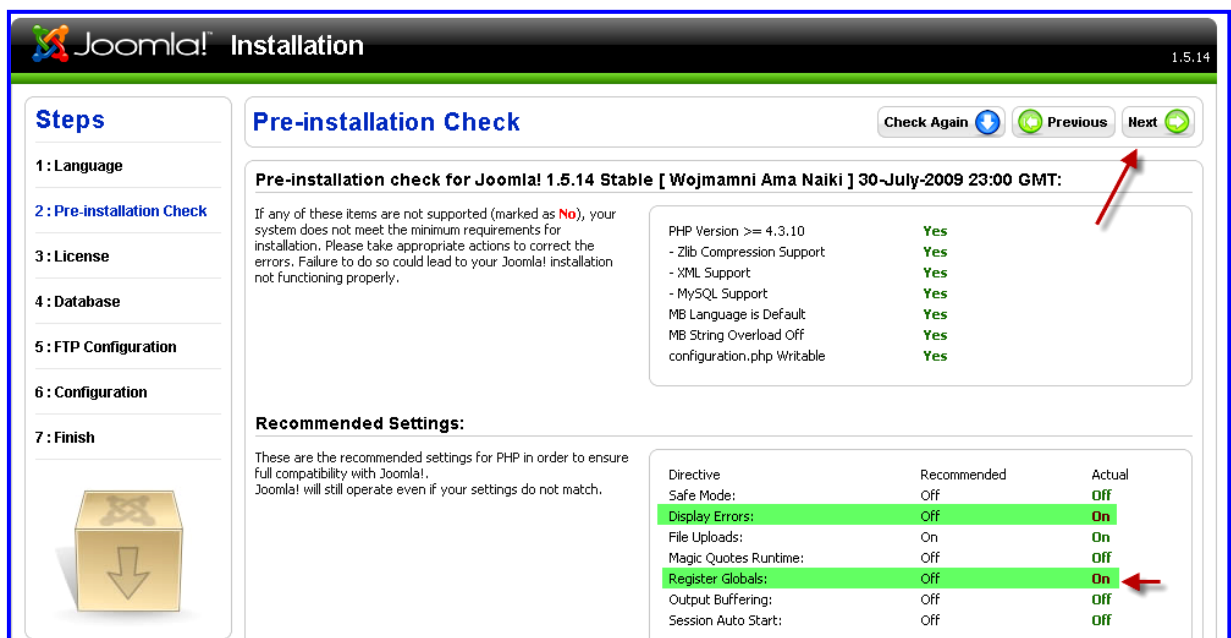 Joomla! Installation
1.5.14
Steps
1 : Language
2 : Pre-installation Check
3 : License
4 : Database
5 : FTP Configuration
6 : Configuration
7 : Finish
Pre-installation Check
Check Again Previous Next
Pre-installation check for Joomla! 1.5.14 Stable [ Wojmamni Ama Naiki ] 30-July-2009 23:00 GMT:
If any of these items are not supported (marked as No), your
system does not meet the minimum requirements for
installation. Please take appropriate actions to correct the
errors. Failure to do so could lead to your Joomla! installation
not functioning properly.
PHP Version >= 4.3.10 Yes
- Zlib Compression Support Yes
- XML Support Yes
- MySQL Support Yes
MB Language is Default Yes
MB String Overload Off Yes
configuration.php Writable Yes
Recommended Settings:
These are the recommended settings for PHP in order to ensure
full compatibility with Joomla!.
Joomla! will still operate even if your settings do not match.
Directive Recommended Actual
Safe Mode: Off Off
Display Errors: Off On
File Uploads: On On
Magic Quotes Runtime: Off Off
Register Globals: Off On
Output Buffering: Off Off
Session Auto Start: Off Off